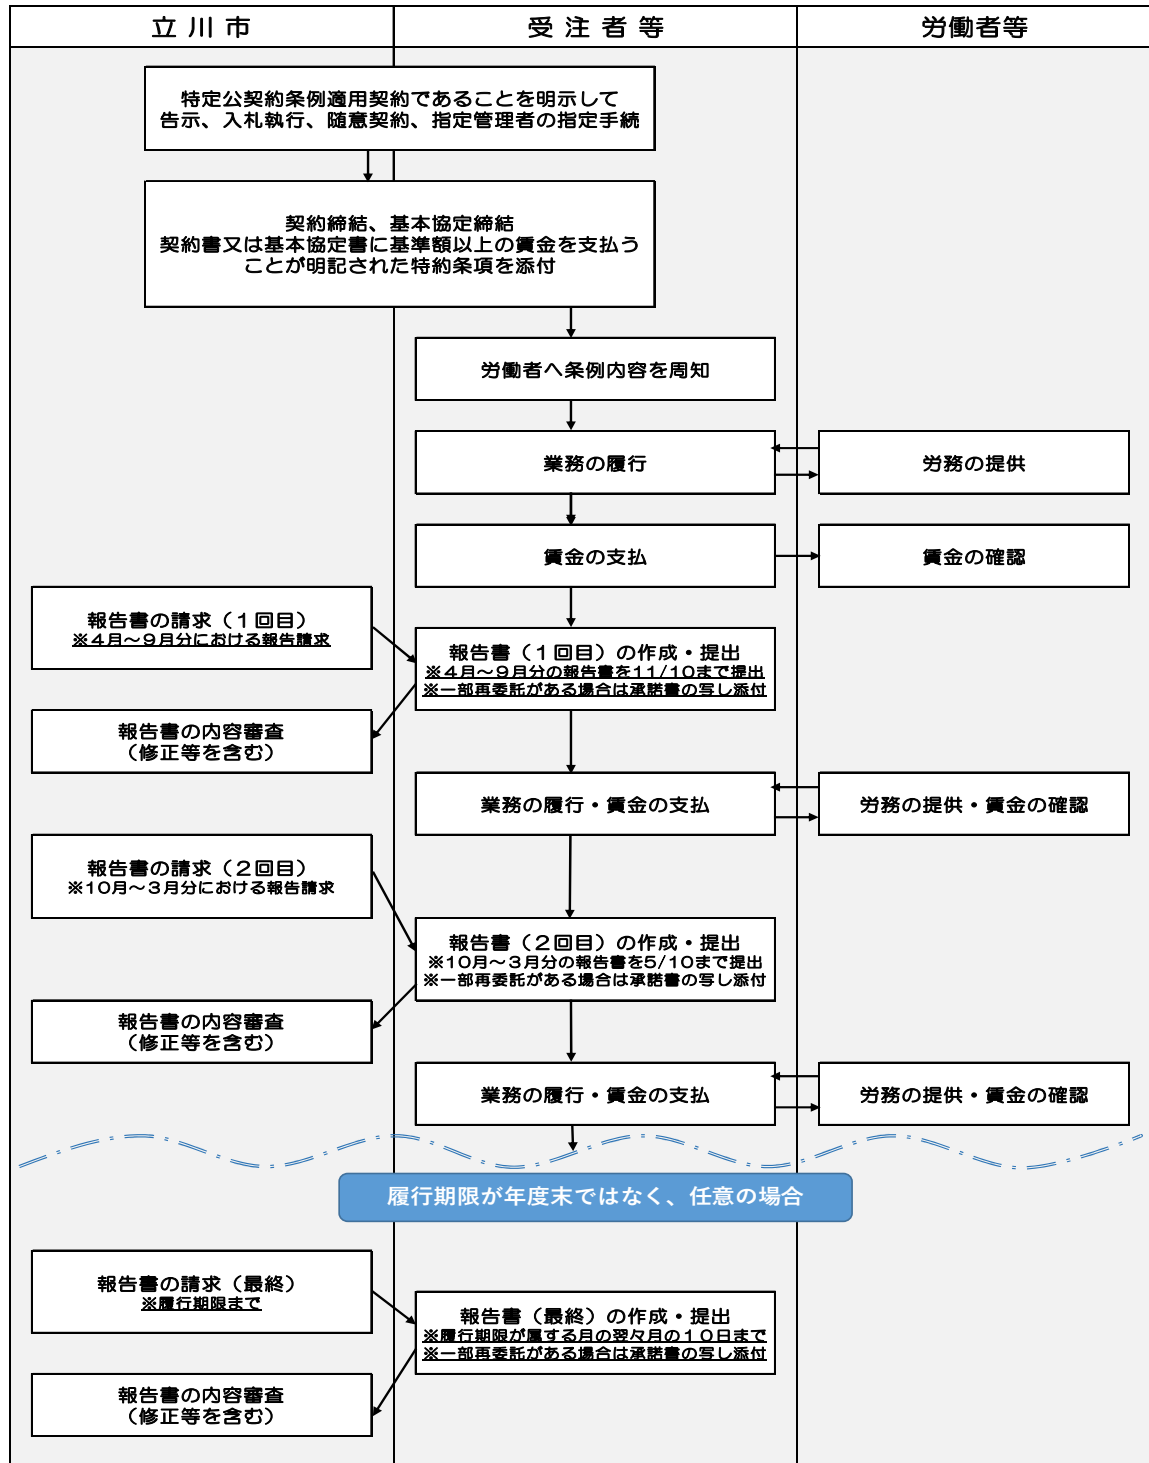 立 川 市
受 注 者 等
労働者等
特定公契約条例適用契約であることを明示して
告示、入札執行、随意契約、指定管理者の指定手続
契約締結、基本協定締結
契約書又は基本協定書に基準額以上の賃金を支払う
ことが明記された特約条項を添付
労働者へ条例内容を周知
業務の履行
労務の提供
賃金の支払
賃金の確認
報告書の請求（１回目）
※４月～９月分における報告請求
報告書（１回目）の作成・提出
※４月～９月分の報告書を11/10まで提出
※一部再委託がある場合は承諾書の写し添付
報告書の内容審査
（修正等を含む）
業務の履行・賃金の支払
労務の提供・賃金の確認
報告書の請求（２回目）
※10月～３月分における報告請求
報告書（２回目）の作成・提出
※10月～３月分の報告書を5/10まで提出
※一部再委託がある場合は承諾書の写し添付
報告書の内容審査
（修正等を含む）
業務の履行・賃金の支払
労務の提供・賃金の確認
履行期限が年度末ではなく、任意の場合
報告書の請求（最終）
※履行期限まで
報告書（最終）の作成・提出
※履行期限が属する月の翌々月の１０日まで
※一部再委託がある場合は承諾書の写し添付
報告書の内容審査
（修正等を含む）